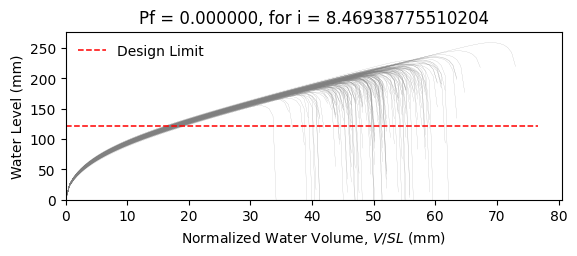 Pf = 0.000000, for i = 8.46938775510204
Design Limit
Water Level (mm)
250
200
150
100
50
0
0 10 20 30 40 50 60 70 80
Normalized Water Volume, V/SL (mm)